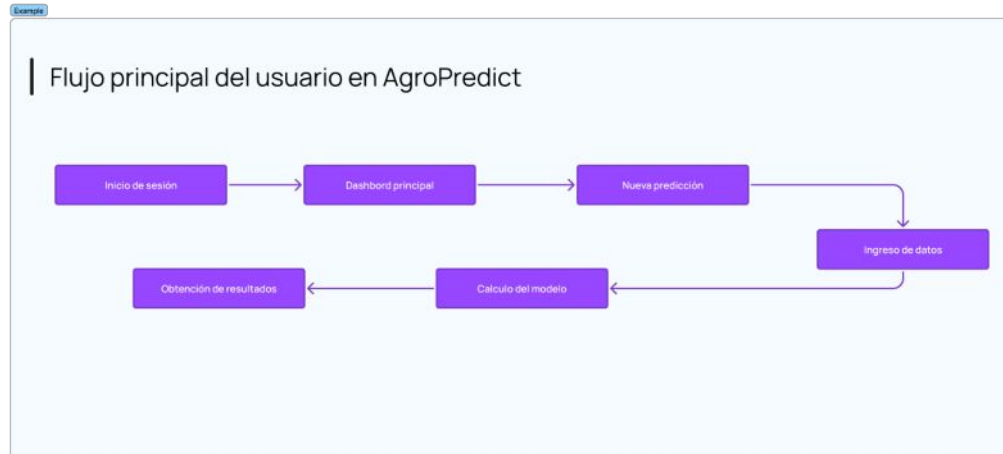 Example
Flujo principal del usuario en AgroPredict
Inicio de sesión
Dashbord principal
Nueva predicción
Ingreso de datos
Calculo del modelo
Obtención de resultados